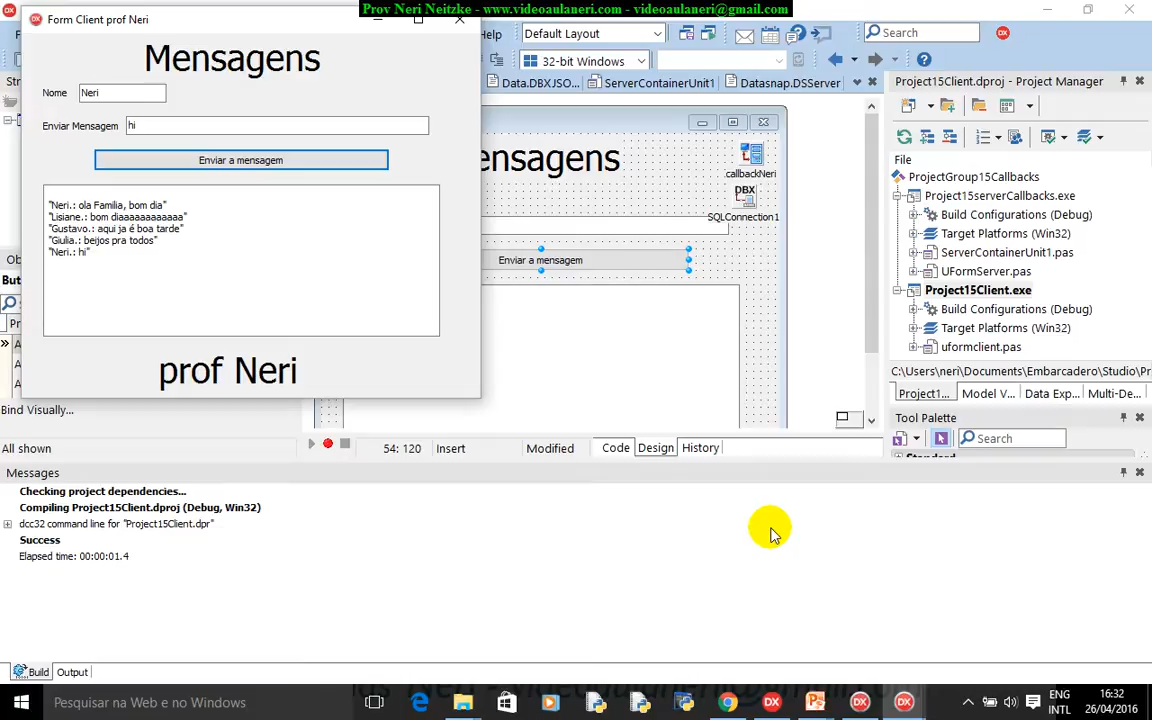 Prov Neri Neitzke - www.videoaulaneri.com - videoaulaneri@gmail.com
Form Client prof Neri
Mensagens
Nome
Neri
Enviar Mensagem
hi
Enviar a mensagem
"Neri.: ola Familia, bom dia"
"Lisiane.: bom diaaaaaaaaaaaa"
"Gustavo.: aqui ja é boa tarde"
"Giulia.: beijos pra todos"
"Neri.: hi"
prof Neri
Help
Default Layout
Search
32-bit Windows
Data.DBXJSO...
ServerContainerUnit1
Datasnap.DSServer
ensagens
callbackNeri
DBX
SQLConnection1
Enviar a mensagem
Project15Client.dproj - Project Manager
File
ProjectGroup15Callbacks
Project15serverCallbacks.exe
Build Configurations (Debug)
Target Platforms (Win32)
ServerContainerUnit1.pas
UFormServer.pas
Project15Client.exe
Build Configurations (Debug)
Target Platforms (Win32)
uformclient.pas
C:\Users\neri\Documents\Embarcadero\Studio\Pr
Project1...
Model V...
Data Exp...
Multi-De...
Tool Palette
Search
Bind Visually...
All shown
54: 120
Insert
Modified
Code
Design
History
Messages
Checking project dependencies...
Compiling Project15Client.dproj (Debug, Win32)
dcc32 command line for "Project15Client.dpr"
Success
Elapsed time: 00:00:01.4
Build
Output
Pesquisar na Web e no Windows
ENG
INTL
16:32
26/04/2016